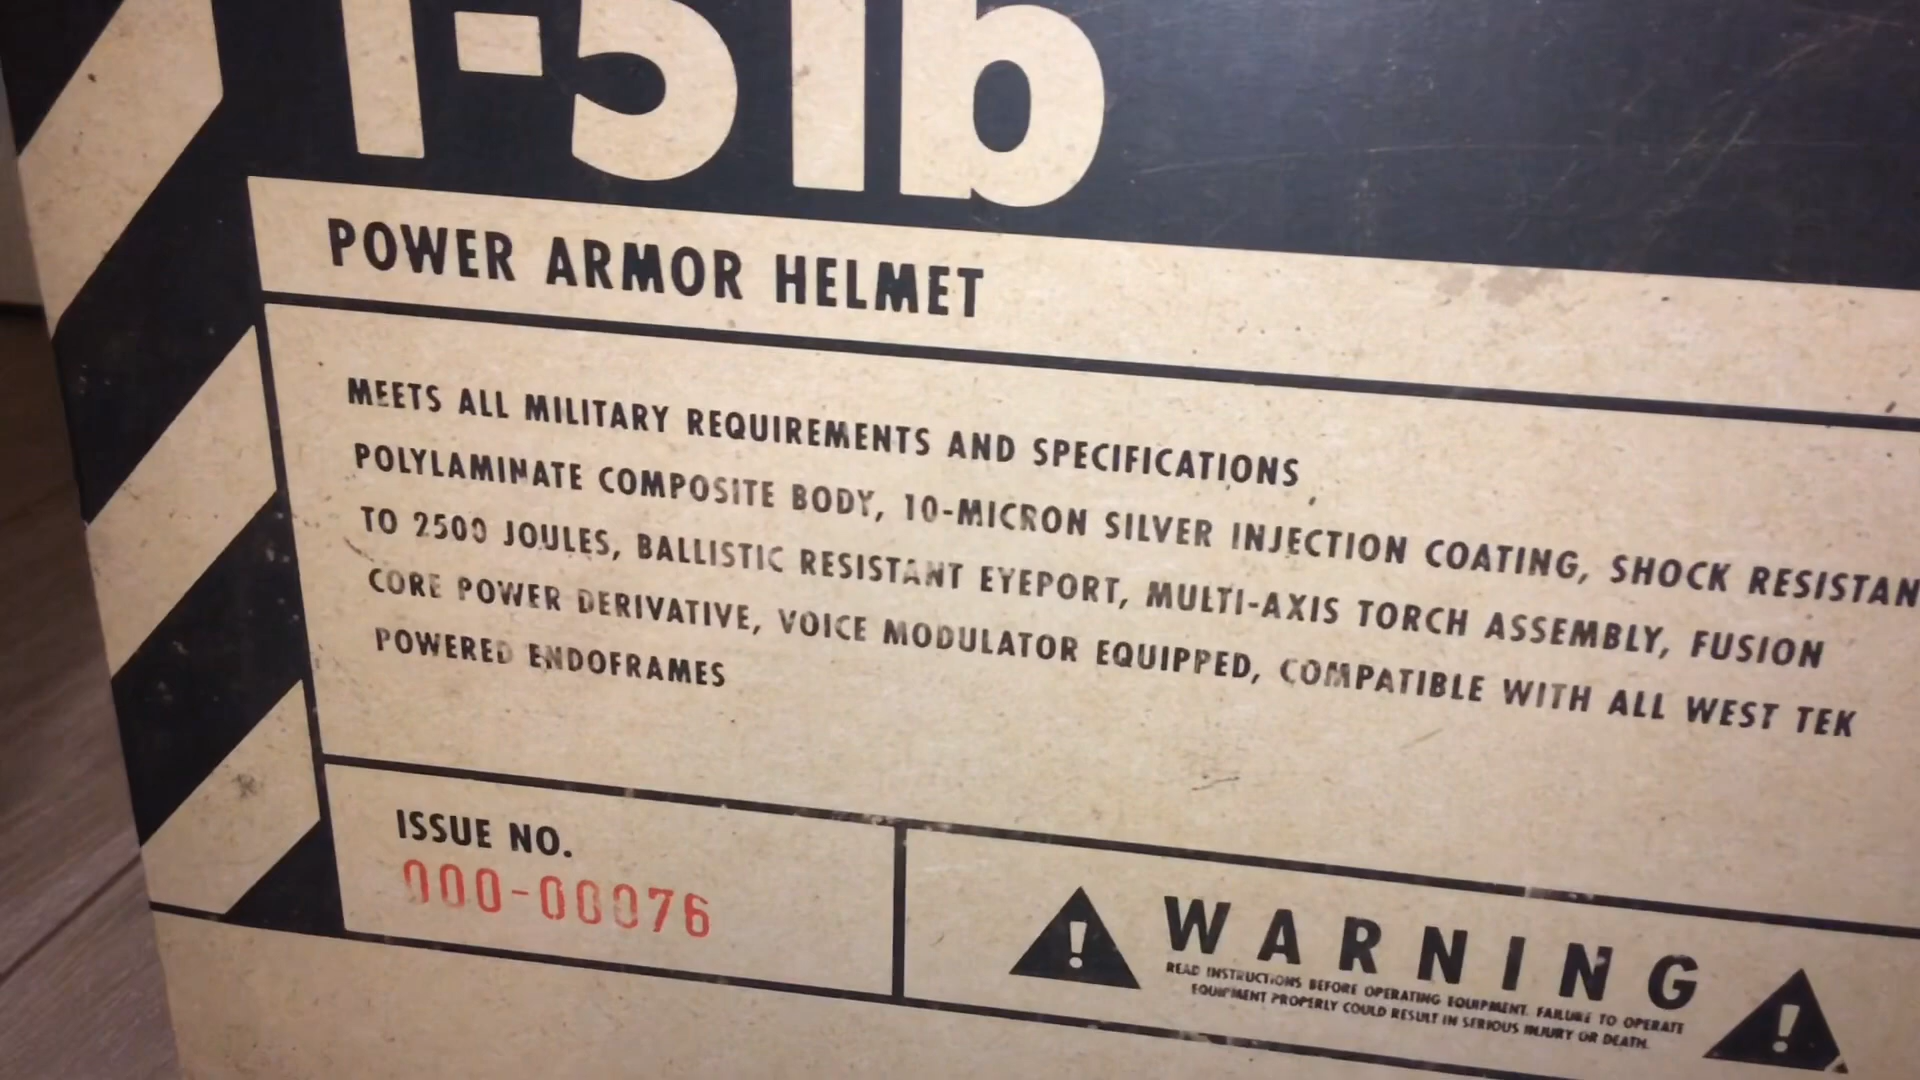 T-51b
POWER ARMOR HELMET
MEETS ALL MILITARY REQUIREMENTS AND SPECIFICATIONS
POLYLAMINATE COMPOSITE BODY, 10-MICRON SILVER INJECTION COATING, SHOCK RESISTAN
TO 2500 JOULES, BALLISTIC RESISTANT EYEPORT, MULTI-AXIS TORCH ASSEMBLY, FUSION
CORE POWER DERIVATIVE, VOICE MODULATOR EQUIPPED, COMPATIBLE WITH ALL WEST TEK
POWERED ENDOFRAMES
ISSUE NO.
000-00076
WARNING
READ INSTRUCTIONS BEFORE OPERATING EQUIPMENT. FAILURE TO OPERATE
EQUIPMENT PROPERLY COULD RESULT IN SERIOUS INJURY OR DEATH.